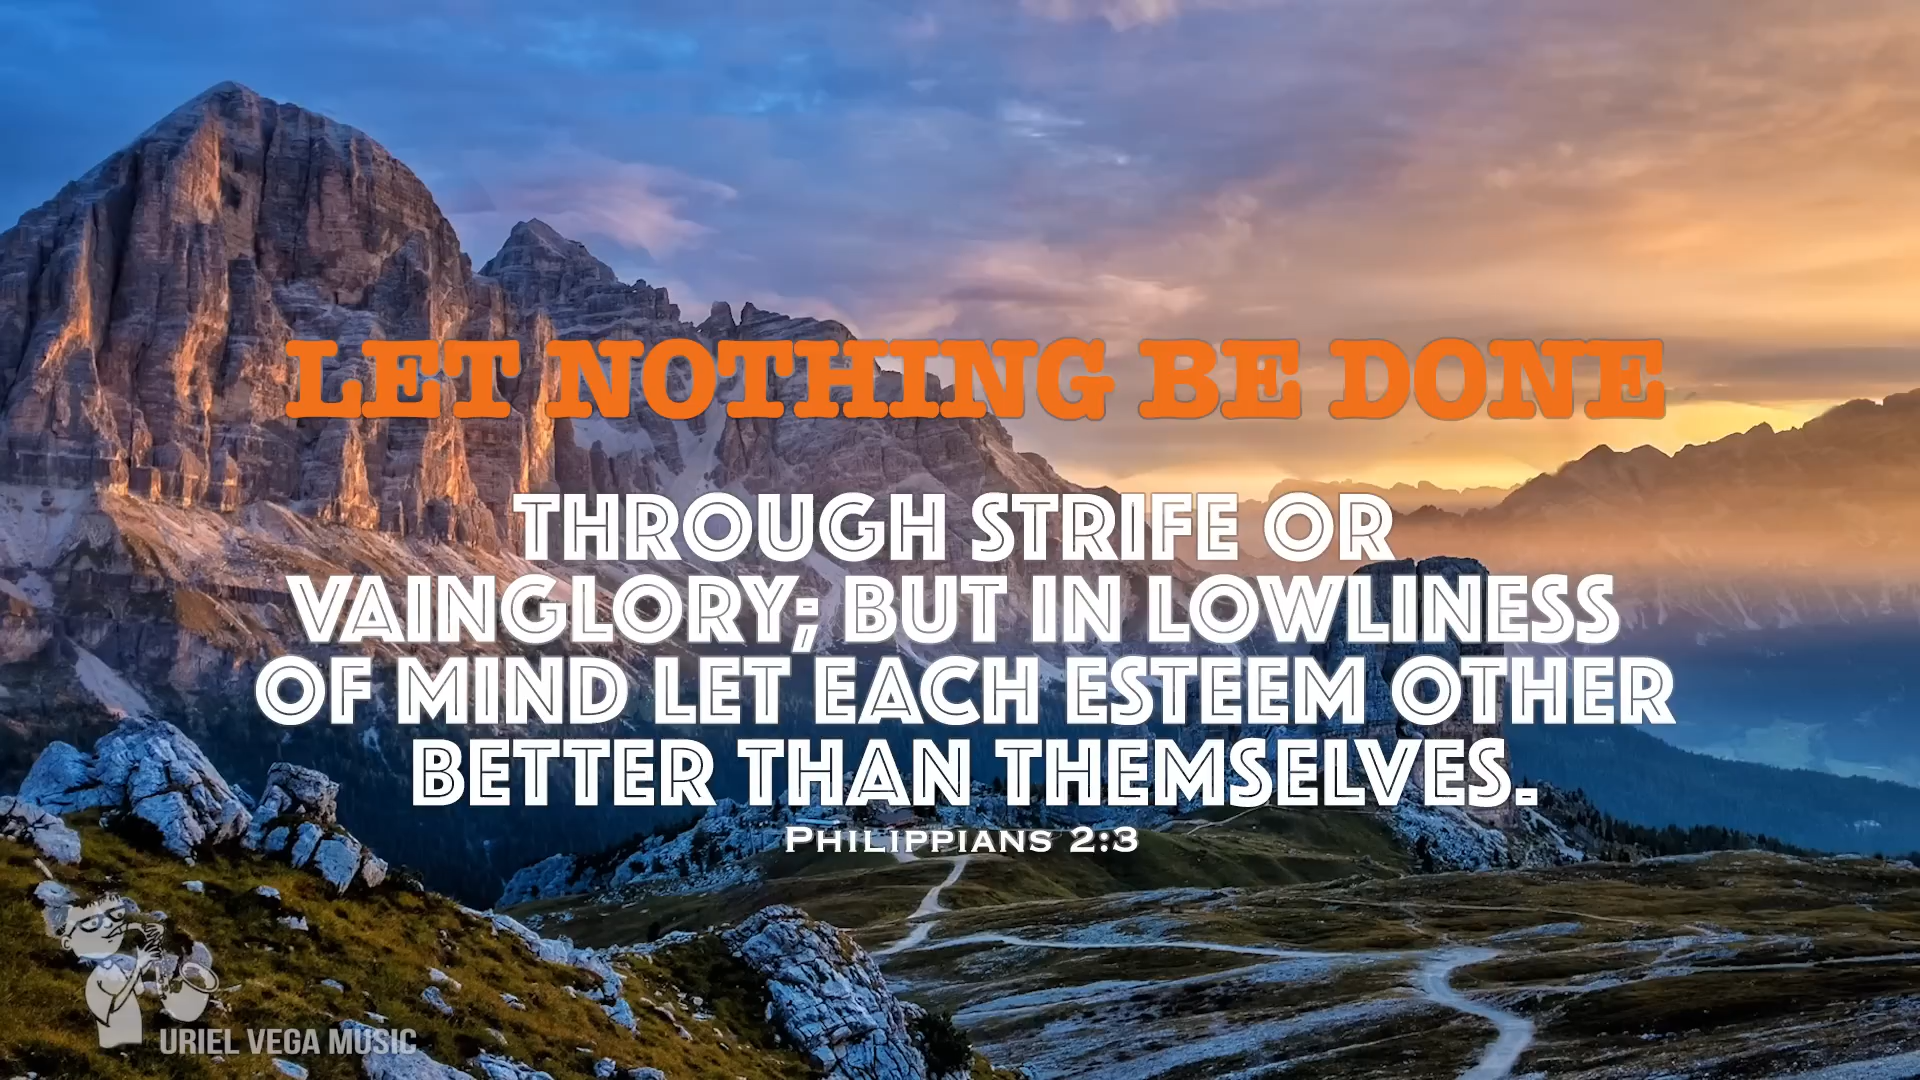 LET NOTHING BE DONE
THROUGH STRIFE OR
VAINGLORY; BUT IN LOWLINESS
OF MIND LET EACH ESTEEM OTHER
BETTER THAN THEMSELVES.
PHILIPPIANS 2:3
URIEL VEGA MUSIC